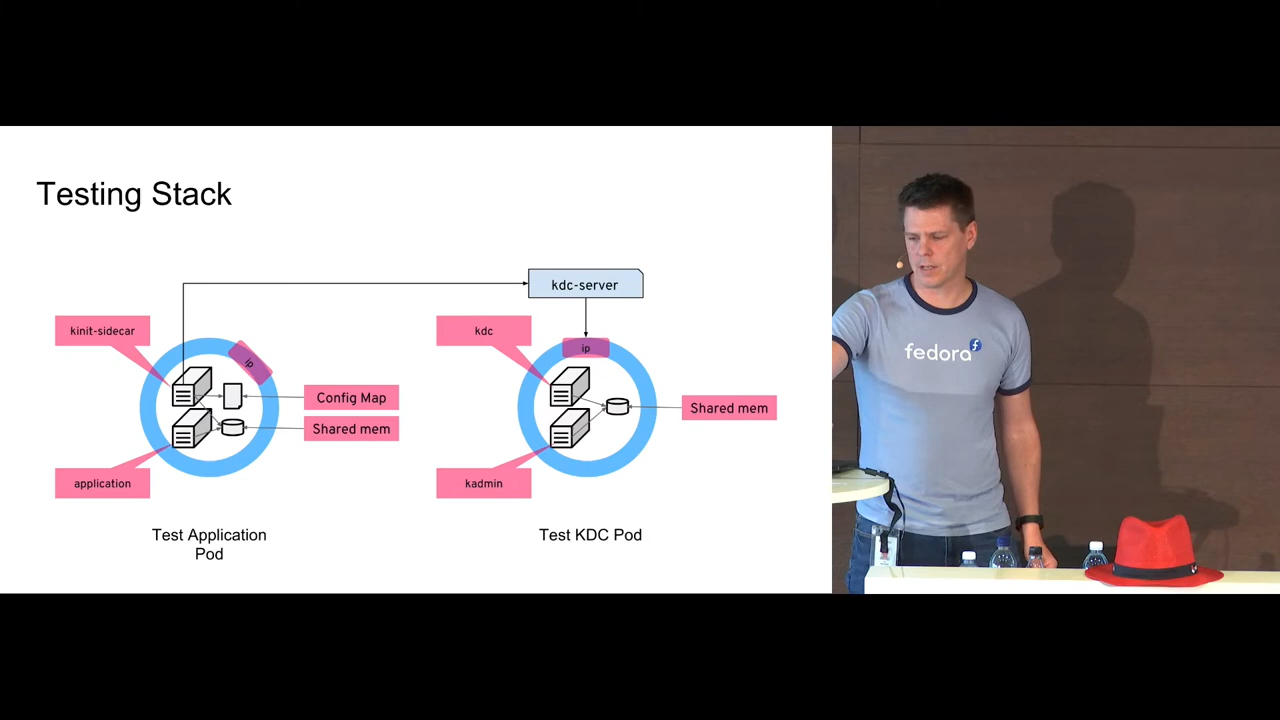 Testing Stack
kdc-server
kinit-sidecar
kdc
ip
ip
Config Map
Shared mem
Shared mem
application
kadmin
Test Application
Pod
Test KDC Pod
fedora